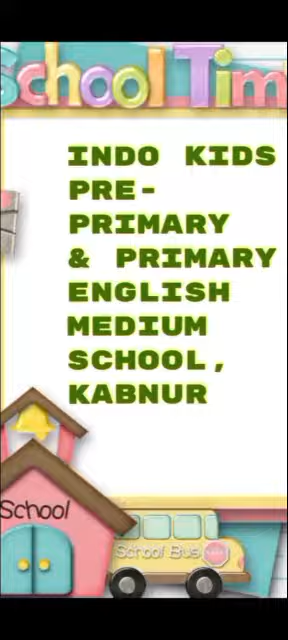 School Tim
INDO KIDS
PRE-
PRIMARY
& PRIMARY
ENGLISH
MEDIUM
SCHOOL,
KABNUR
School
School Bus